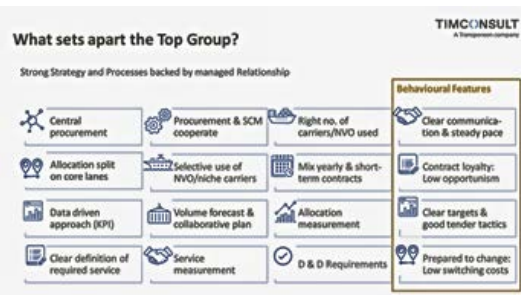 TIMCONSULT
A Transporeon company
What sets apart the Top Group?
Strong Strategy and Processes backed by managed Relationship
Behavioural Features
Central
procurement
Procurement & SCM
cooperate
Right no. of
carriers/NVO used
Clear communica-
tion & steady pace
Allocation split
on core lanes
Selective use of
NVO/niche carriers
Mix yearly & short-
term contracts
Contract loyalty:
Low opportunism
Data driven
approach (KPI)
Volume forecast &
collaborative plan
Allocation
measurement
Clear targets &
good tender tactics
Clear definition of
required service
Service
measurement
D & D Requirements
Prepared to change:
Low switching costs